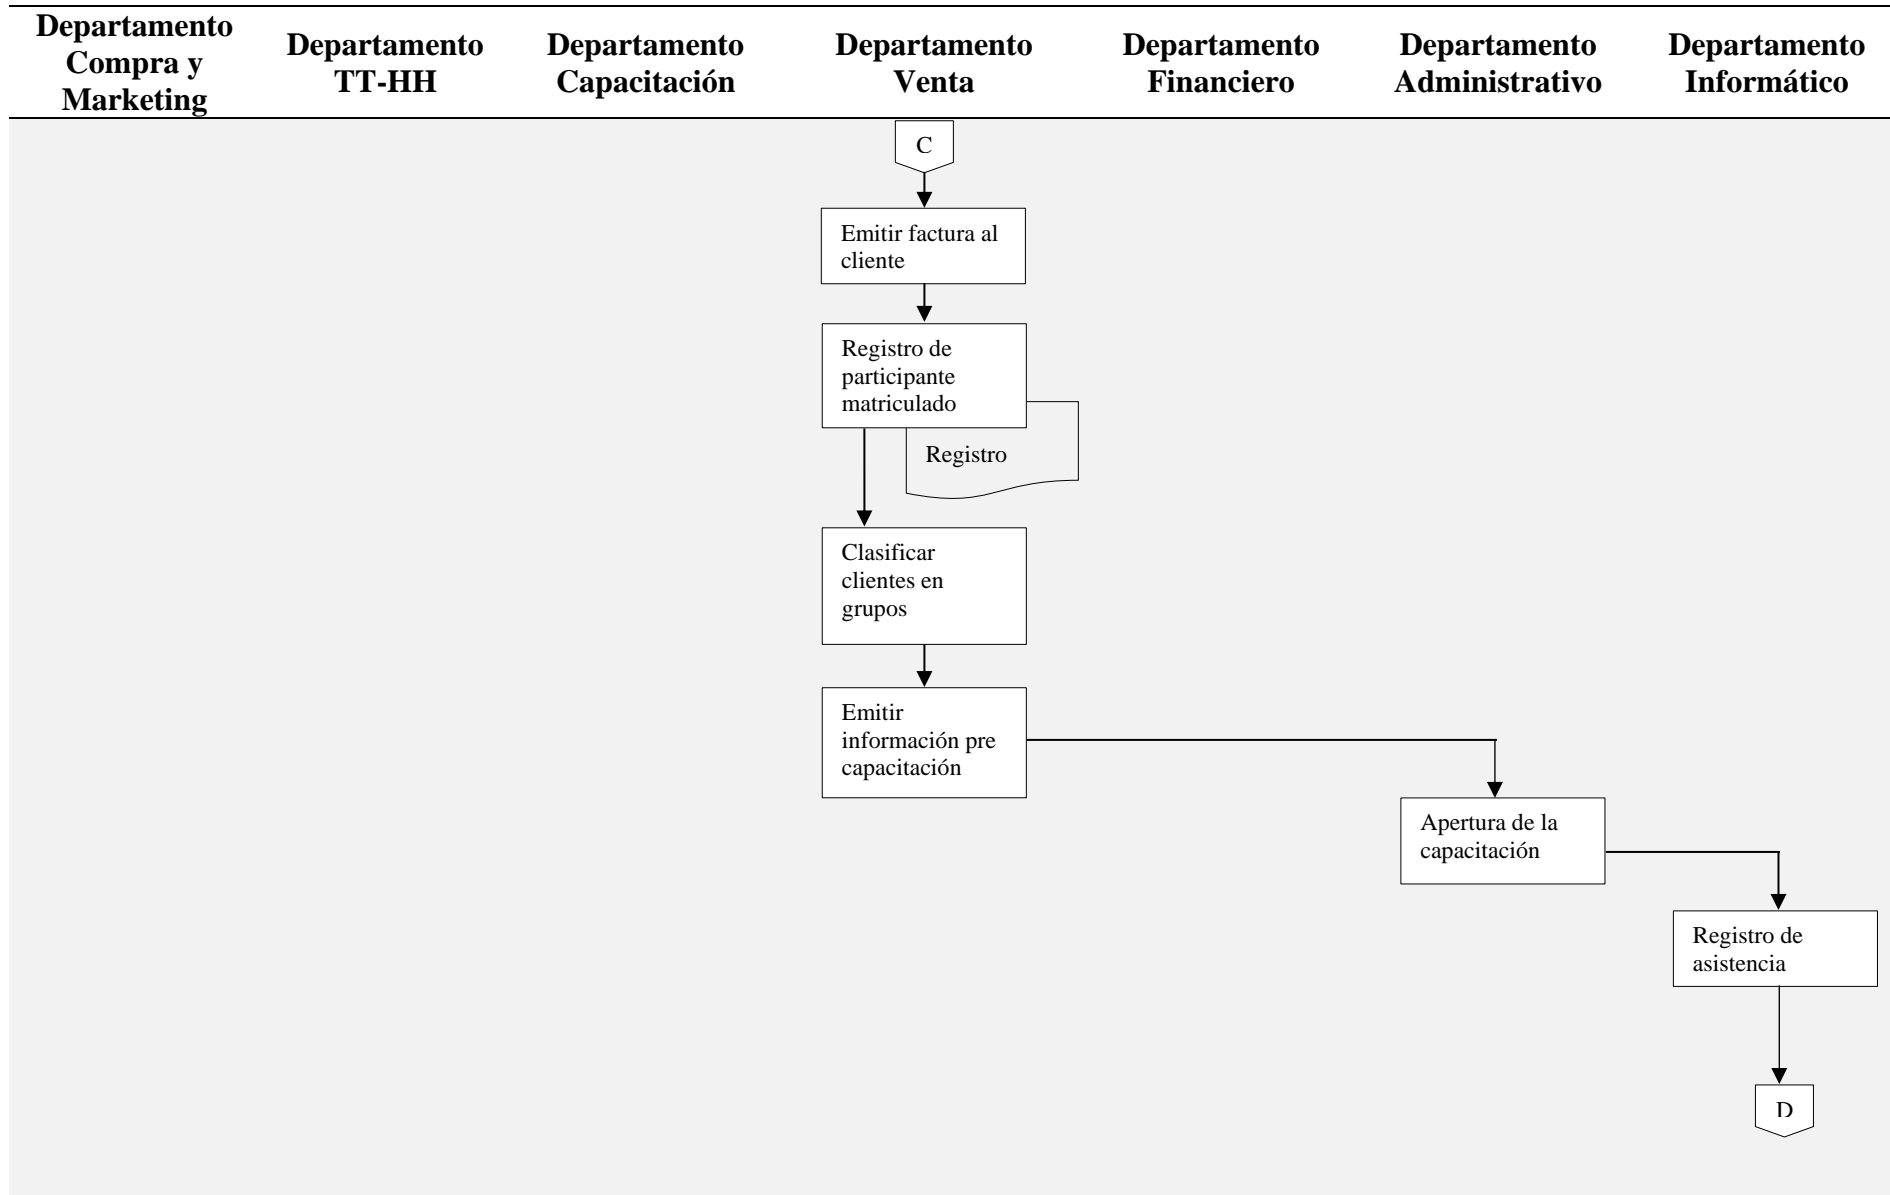 Departamento
Compra y
Marketing
Departamento
TT-HH
Departamento
Capacitación
Departamento
Venta
Departamento
Financiero
Departamento
Administrativo
Departamento
Informático
C
Emitir factura al
cliente
Registro de
participante
matriculado
Registro
Clasificar
clientes en
grupos
Emitir
información pre
capacitación
Apertura de la
capacitación
Registro de
asistencia
D